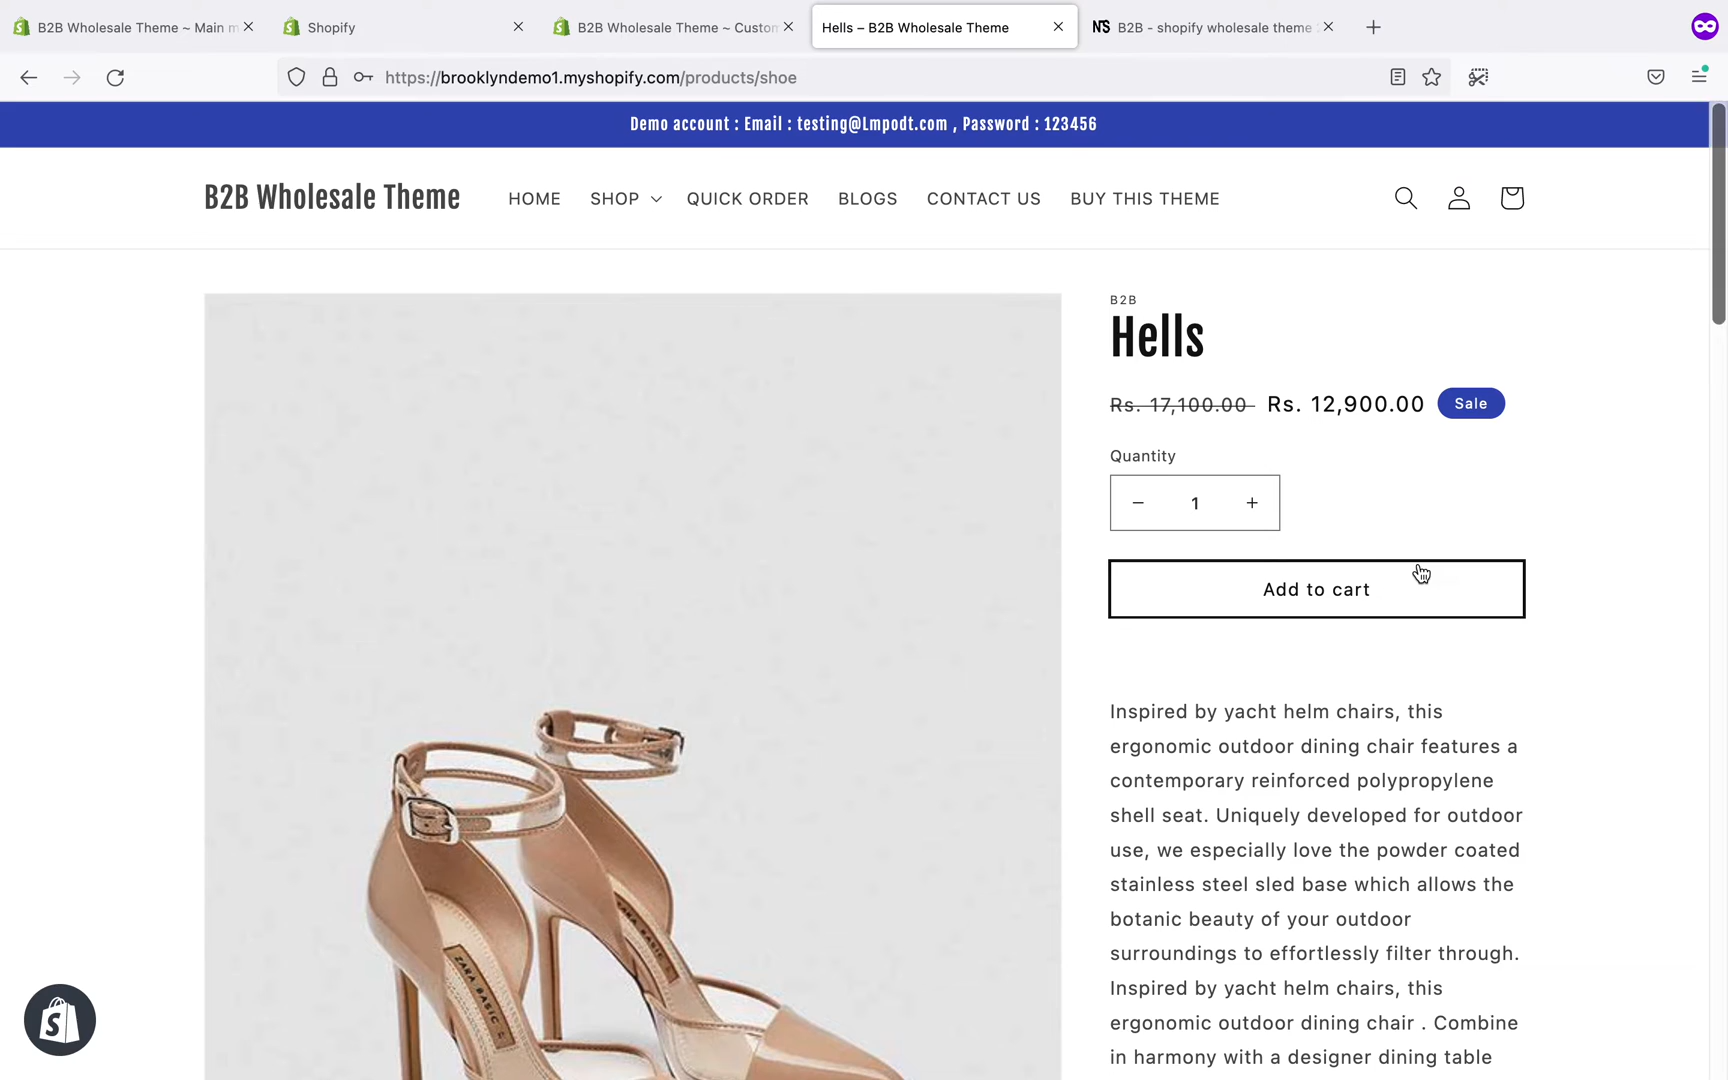 B2B Wholesale Theme ~ Main m
Shopify
B2B Wholesale Theme ~ Custom
Hells – B2B Wholesale Theme
NS B2B - shopify wholesale theme
https://brooklyndemo1.myshopify.com/products/shoe
Demo account : Email : testing@Lmpodt.com , Password : 123456
B2B Wholesale Theme HOME SHOP QUICK ORDER BLOGS CONTACT US BUY THIS THEME
B2B
Hells
Rs. 17,100.00 Rs. 12,900.00 Sale
Quantity
− 1 +
Add to cart
Inspired by yacht helm chairs, this
ergonomic outdoor dining chair features a
contemporary reinforced polypropylene
shell seat. Uniquely developed for outdoor
use, we especially love the powder coated
stainless steel sled base which allows the
botanic beauty of your outdoor
surroundings to effortlessly filter through.
Inspired by yacht helm chairs, this
ergonomic outdoor dining chair . Combine
in harmony with a designer dining table
ZARA BASIC
ZARA BASIC